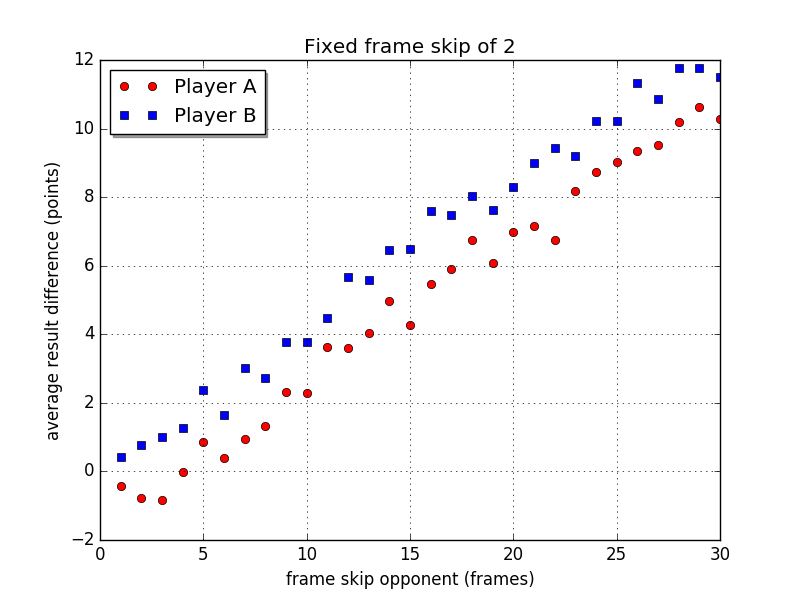 Fixed frame skip of 2
Player A
Player B
average result difference (points)
12
10
8
6
4
2
0
−2
0 5 10 15 20 25 30
frame skip opponent (frames)